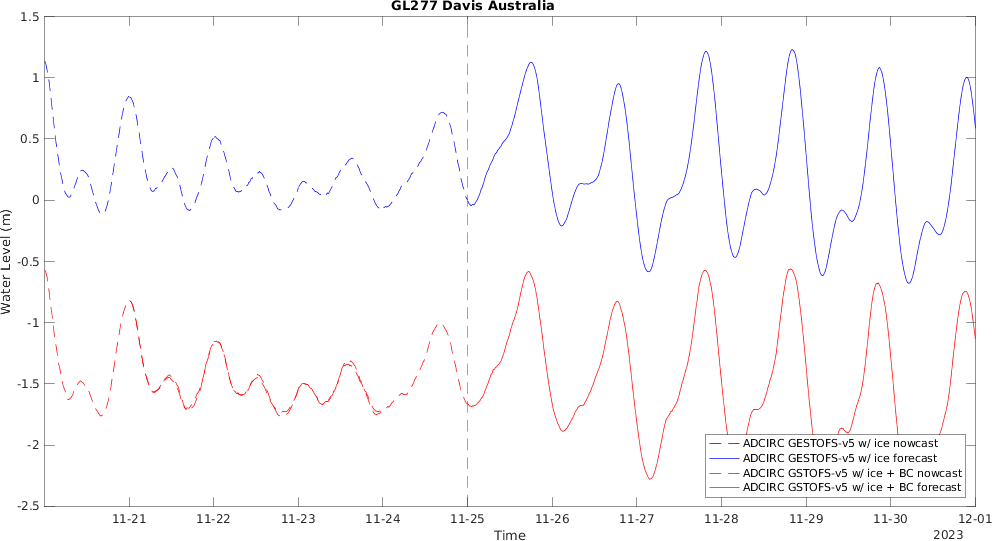 GL277 Davis Australia
1.5
1
0.5
0
-0.5
-1
-1.5
-2
-2.5
Water Level (m)
ADCIRC GESTOFS-v5 w/ ice nowcast
ADCIRC GESTOFS-v5 w/ ice forecast
ADCIRC GSTOFS-v5 w/ ice + BC nowcast
ADCIRC GSTOFS-v5 w/ ice + BC forecast
11-21 11-22 11-23 11-24 11-25 11-26 11-27 11-28 11-29 11-30 12-01
Time
2023